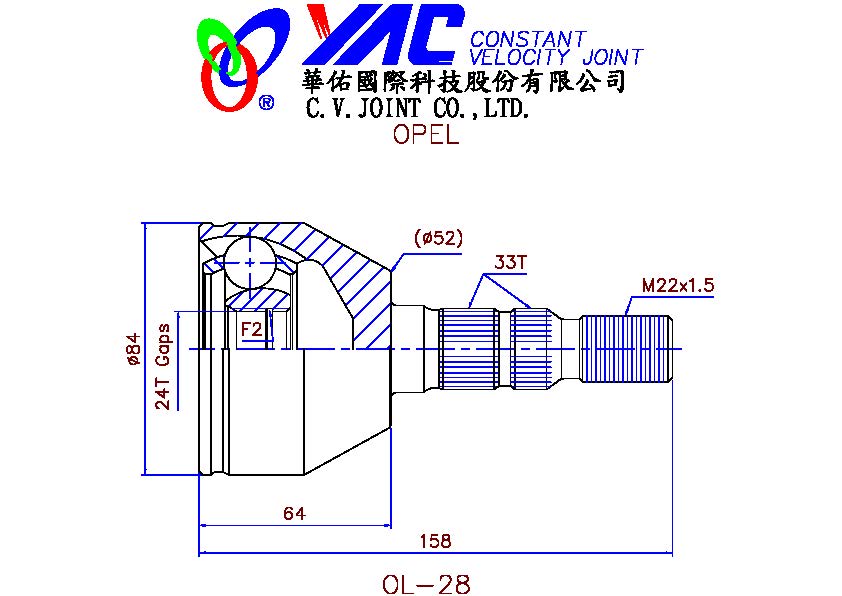 YAC CONSTANT
VELOCITY JOINT
®
華佑國際科技股份有限公司
C.V.JOINT CO.,LTD.
OPEL
(ø52)
33T
M22x1.5
F2
ø84
24T Gaps
64
158
OL-28